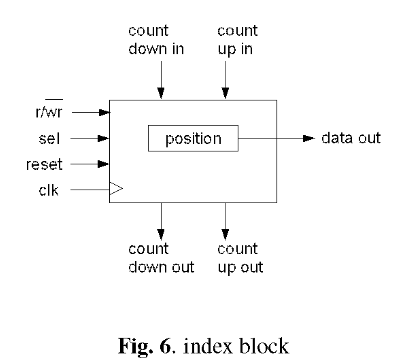 count
down in
count
up in
r/wr
sel
reset
clk
position
data out
count
down out
count
up out
Fig. 6. index block